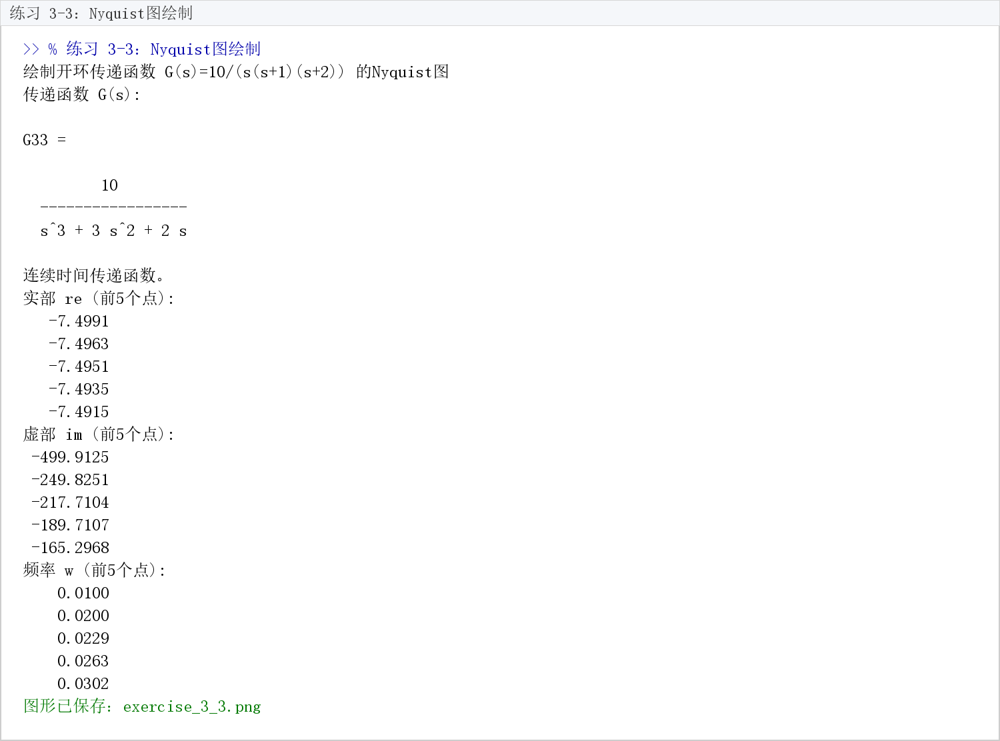 练习 3-3: Nyquist图绘制
>> % 练习 3-3: Nyquist图绘制
绘制开环传递函数 G(s)=10/(s(s+1)(s+2)) 的Nyquist图
传递函数 G(s):
G33 =
10
-----------------
s^3 + 3 s^2 + 2 s
连续时间传递函数。
实部 re (前5个点):
-7.4991
-7.4963
-7.4951
-7.4935
-7.4915
虚部 im (前5个点):
-499.9125
-249.8251
-217.7104
-189.7107
-165.2968
频率 w (前5个点):
0.0100
0.0200
0.0229
0.0263
0.0302
图形已保存: exercise_3_3.png